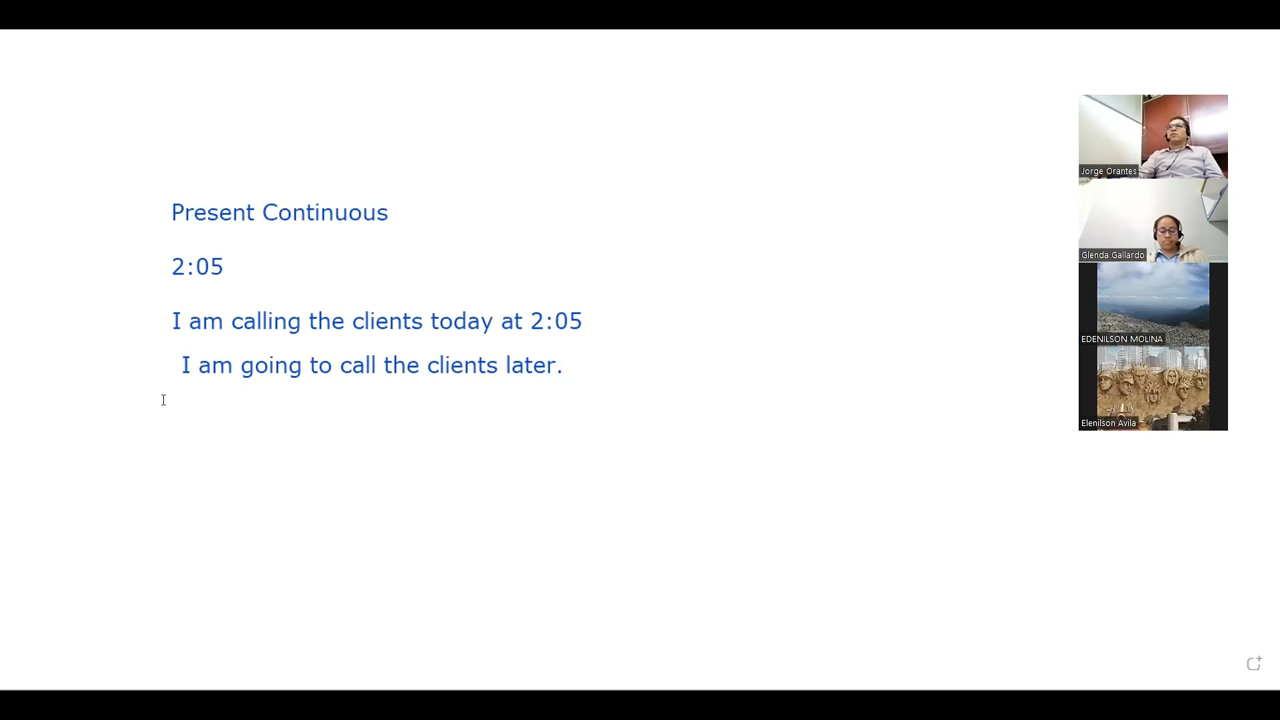 Present Continuous
2:05
I am calling the clients today at 2:05
I am going to call the clients later.
Jorge Orantes
Glenda Gallardo
EDENILSON MOLINA
Elenilson Avila